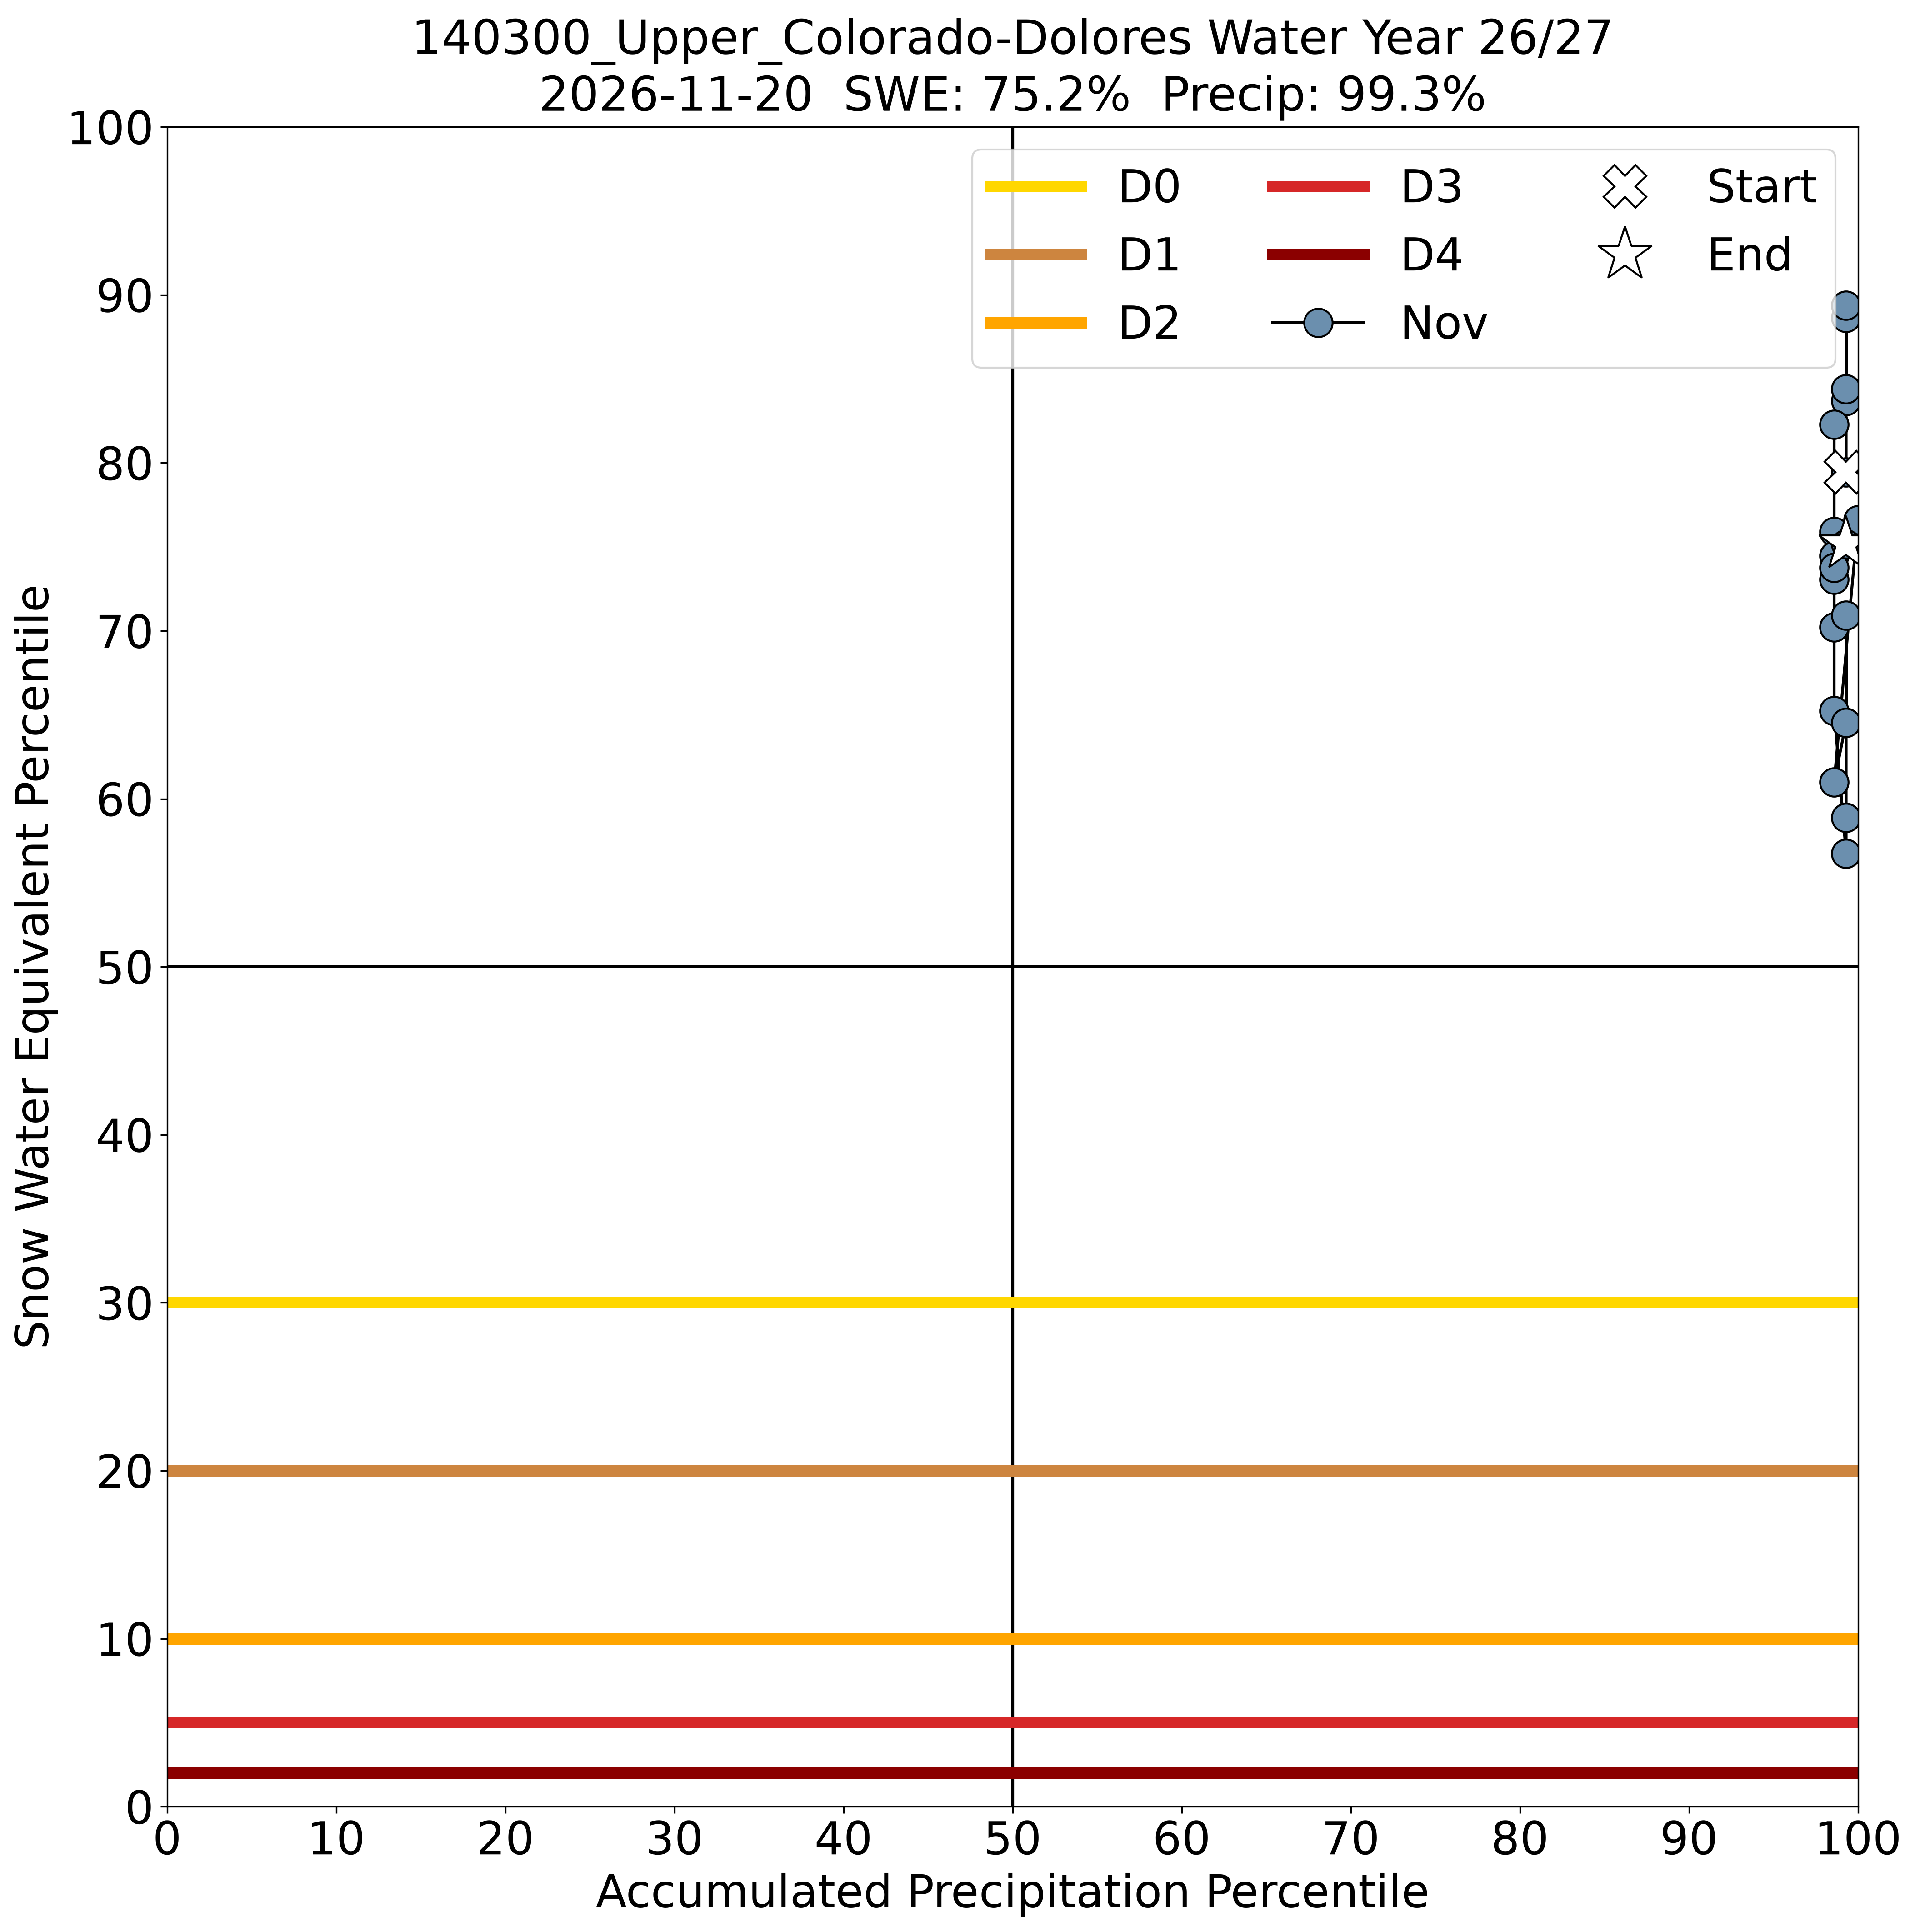 140300_Upper_Colorado-Dolores Water Year 26/27
2026-11-20 SWE: 75.2% Precip: 99.3%
D0
D1
D2
D3
D4
Nov
Start
End
Snow Water Equivalent Percentile
100
90
80
70
60
50
40
30
20
10
0
0 10 20 30 40 50 60 70 80 90 100
Accumulated Precipitation Percentile